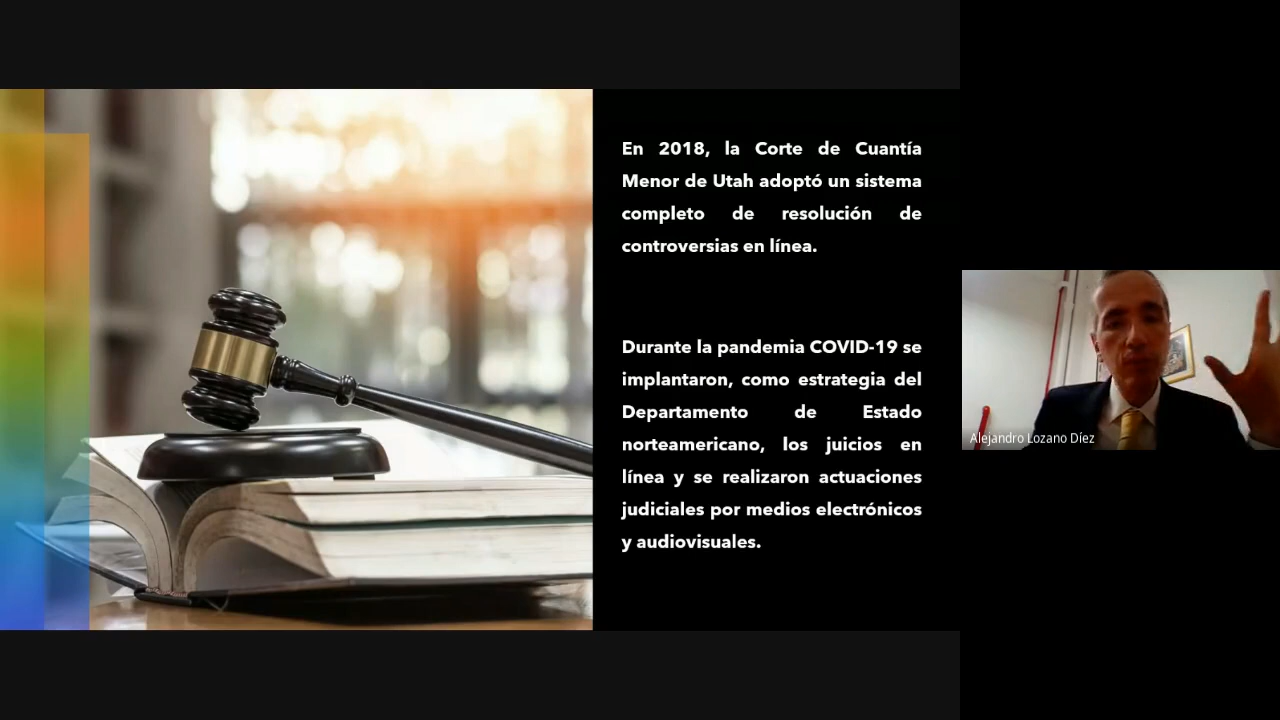 En 2018, la Corte de Cuantía
Menor de Utah adoptó un sistema
completo de resolución de
controversias en línea.
Durante la pandemia COVID-19 se
implantaron, como estrategia del
Departamento de Estado
norteamericano, los juicios en
línea y se realizaron actuaciones
judiciales por medios electrónicos
y audiovisuales.
Alejandro Lozano Díez